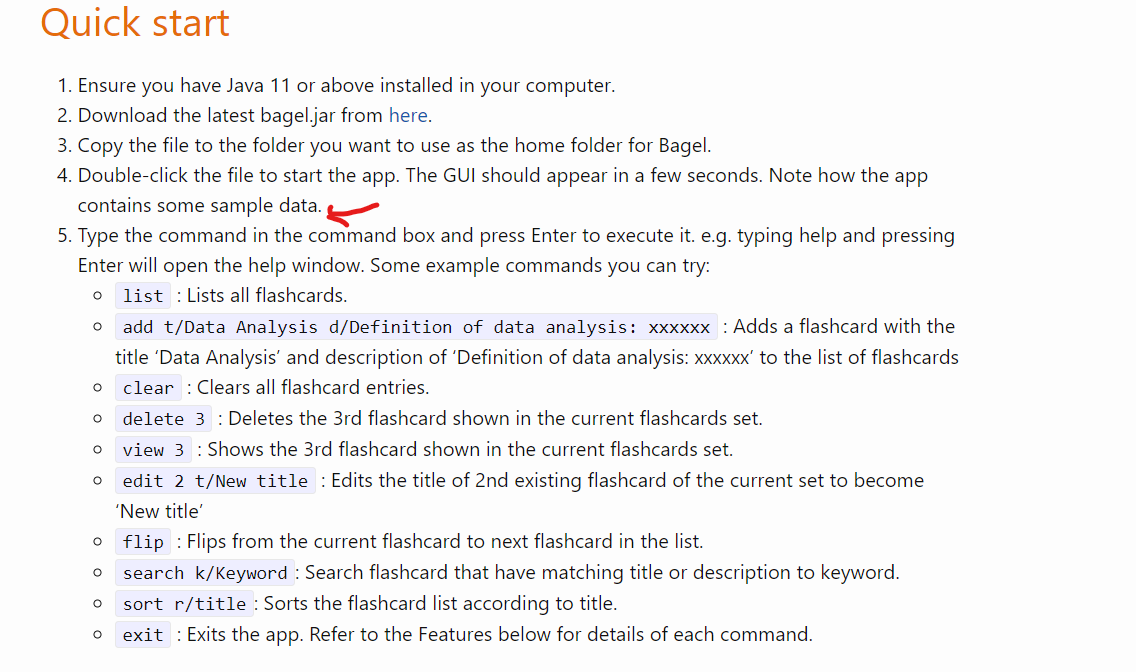 Quick start
1. Ensure you have Java 11 or above installed in your computer.
2. Download the latest bagel.jar from here.
3. Copy the file to the folder you want to use as the home folder for Bagel.
4. Double-click the file to start the app. The GUI should appear in a few seconds. Note how the app
contains some sample data.
5. Type the command in the command box and press Enter to execute it. e.g. typing help and pressing
Enter will open the help window. Some example commands you can try:
list : Lists all flashcards.
add t/Data Analysis d/Definition of data analysis: xxxxxx : Adds a flashcard with the
title ‘Data Analysis’ and description of ‘Definition of data analysis: xxxxxx’ to the list of flashcards
clear : Clears all flashcard entries.
delete 3 : Deletes the 3rd flashcard shown in the current flashcards set.
view 3 : Shows the 3rd flashcard shown in the current flashcards set.
edit 2 t/New title : Edits the title of 2nd existing flashcard of the current set to become
‘New title’
flip : Flips from the current flashcard to next flashcard in the list.
search k/Keyword : Search flashcard that have matching title or description to keyword.
sort r/title : Sorts the flashcard list according to title.
exit : Exits the app. Refer to the Features below for details of each command.